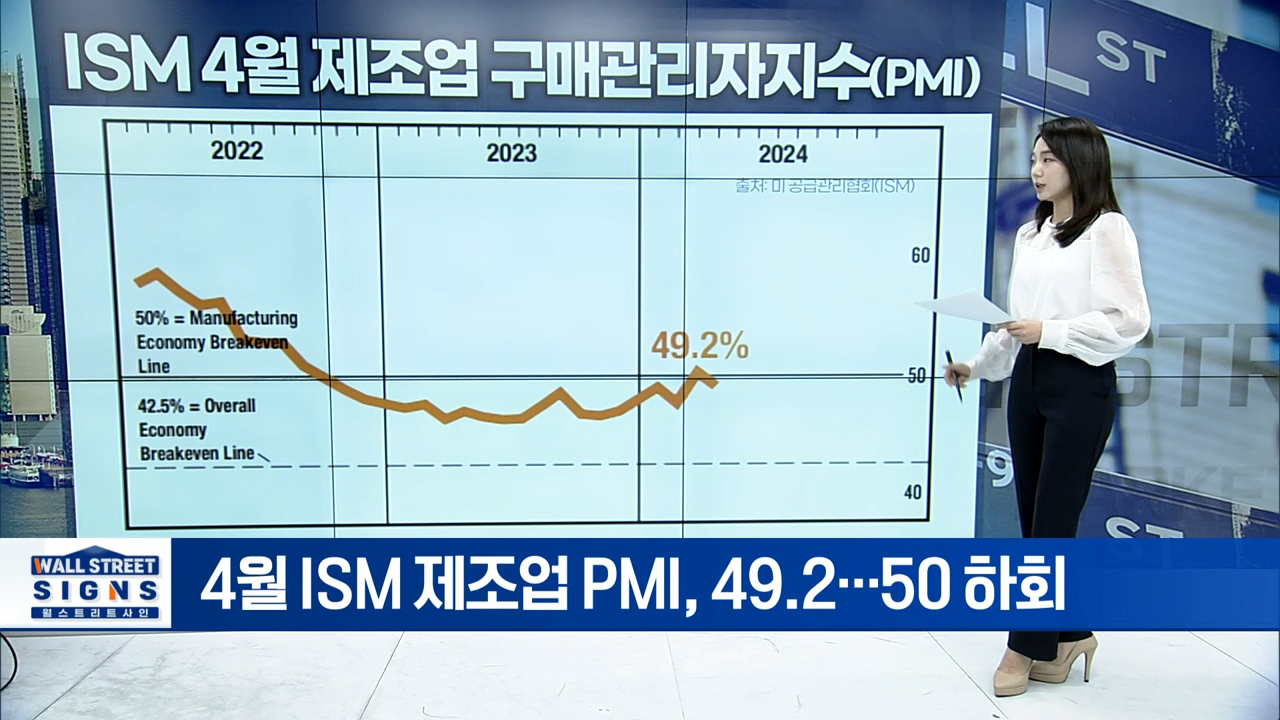 ISM 4월 제조업 구매관리자지수(PMI)
2022
2023
2024
출처: 미 공급관리협회(ISM)
60
50% = Manufacturing
Economy Breakeven
Line
49.2%
50
42.5% = Overall
Economy
Breakeven Line
40
ST
ST
WALL STREET
SIGNS
월스트리트사인
4월 ISM 제조업 PMI, 49.2…50 하회